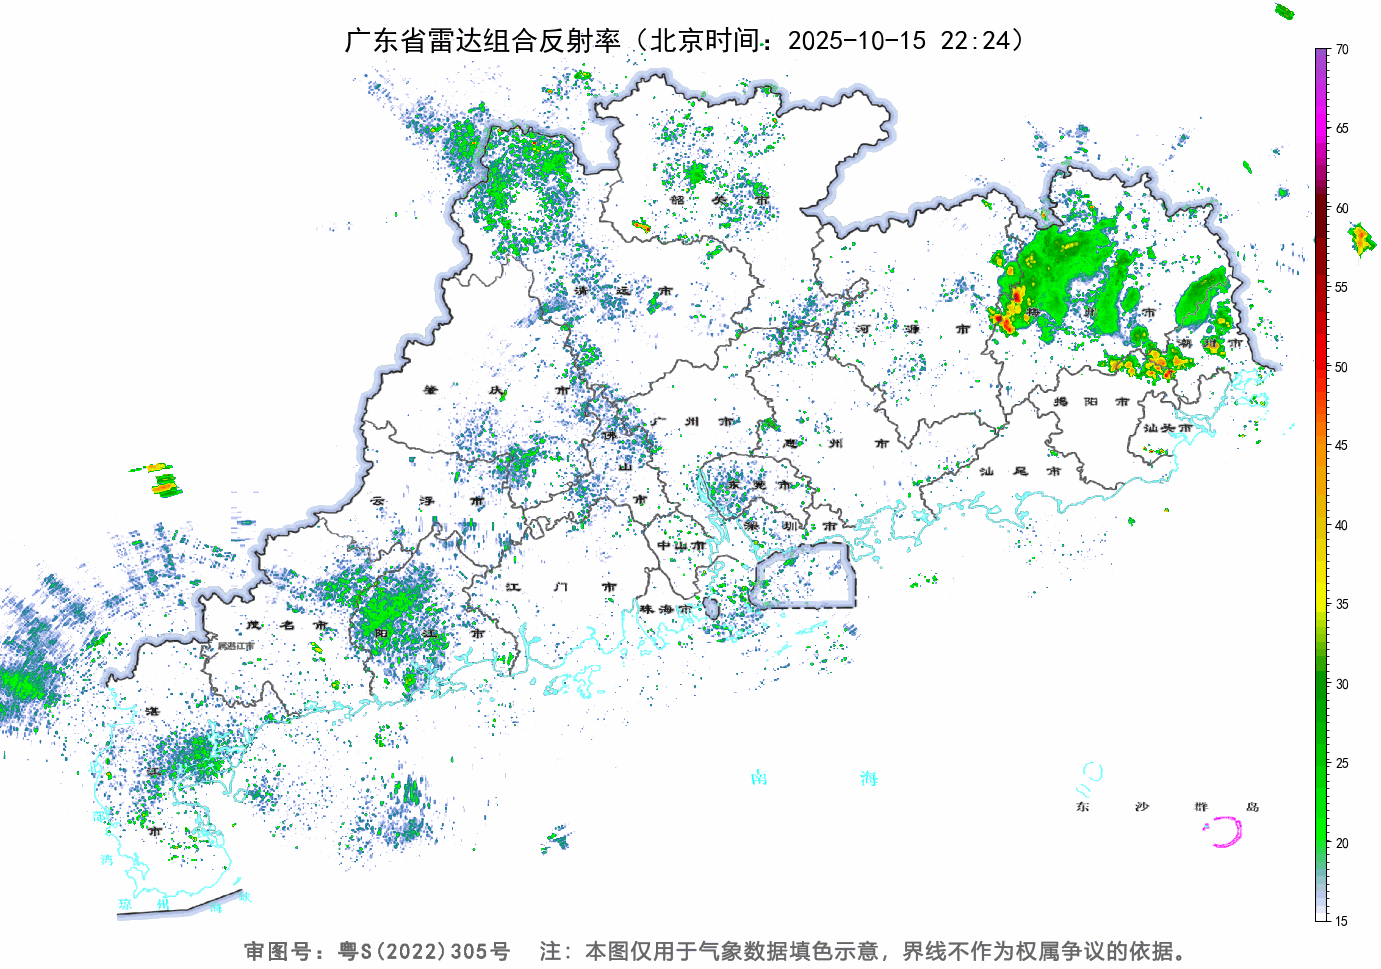 广东省雷达组合反射率（北京时间：2025-10-15 22:24）
70
65
60
55
50
45
40
35
30
25
20
15
韶关市
清远市
河源市
梅州市
潮州市
肇庆市
广州市
佛山市
惠州市
揭阳市
汕头市
汕尾市
云浮市
东莞市
深圳市
中山市
江门市
珠海市
茂名市
属湛江市
阳江市
湛江市
南海
东沙群岛
琼州海峡
审图号：粤S(2022)305号 注：本图仅用于气象数据填色示意，界线不作为权属争议的依据。